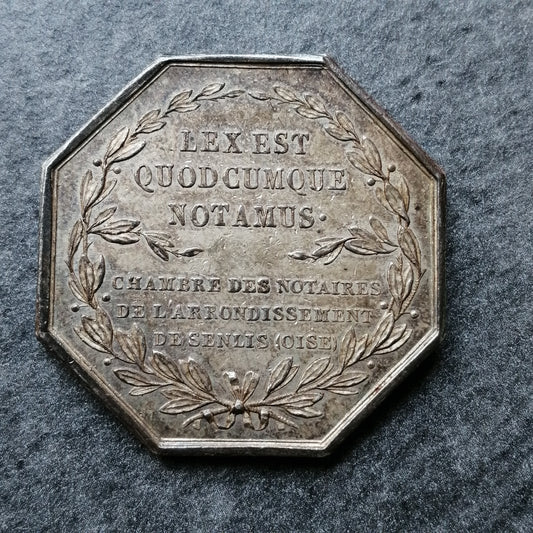 LEX EST
QUODCUMQUE
NOTAMUS.
CHAMBRE DES NOTAIRES
DE L'ARRONDISSEMENT
DE SENLIS (OISE)